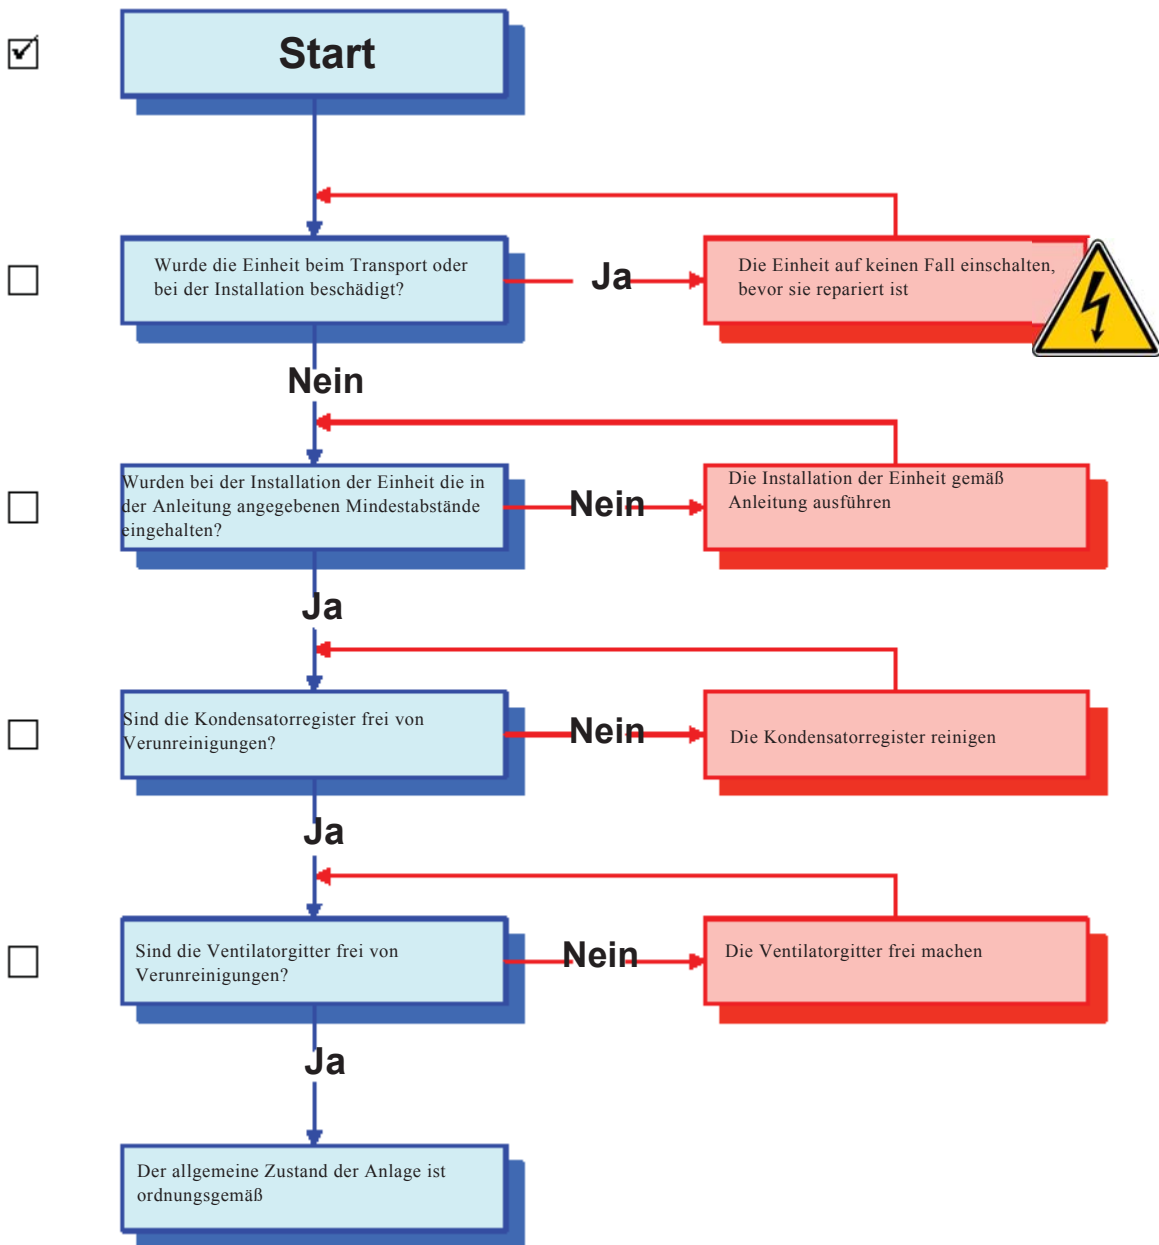 Start
Wurde die Einheit beim Transport oder
bei der Installation beschädigt?
Ja
Die Einheit auf keinen Fall einschalten,
bevor sie repariert ist
Nein
Wurden bei der Installation der Einheit die in
der Anleitung angegebenen Mindestabstände
eingehalten?
Nein
Die Installation der Einheit gemäß
Anleitung ausführen
Ja
Sind die Kondensatorregister frei von
Verunreinigungen?
Nein
Die Kondensatorregister reinigen
Ja
Sind die Ventilatorgitter frei von
Verunreinigungen?
Nein
Die Ventilatorgitter frei machen
Ja
Der allgemeine Zustand der Anlage ist
ordnungsgemäß